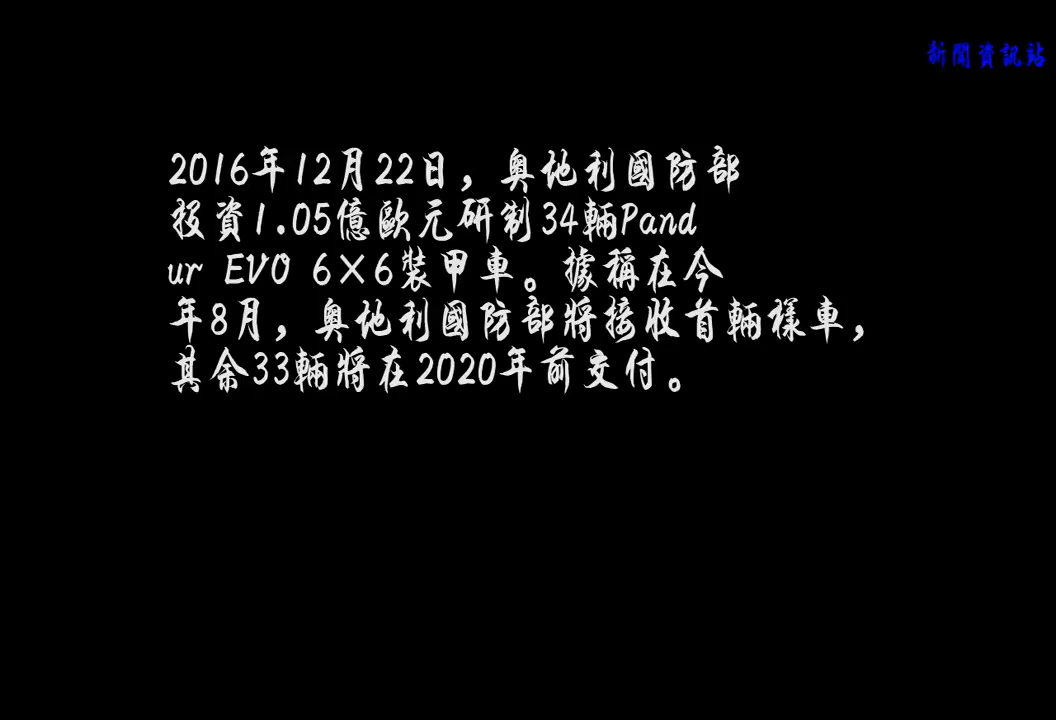 新聞資訊站
2016年12月22日，奧地利國防部
投資1.05億歐元研制34輛Pand
ur EVO 6×6裝甲車。據稱在今
年8月，奧地利國防部將接收首輛樣車，
其余33輛將在2020年前交付。